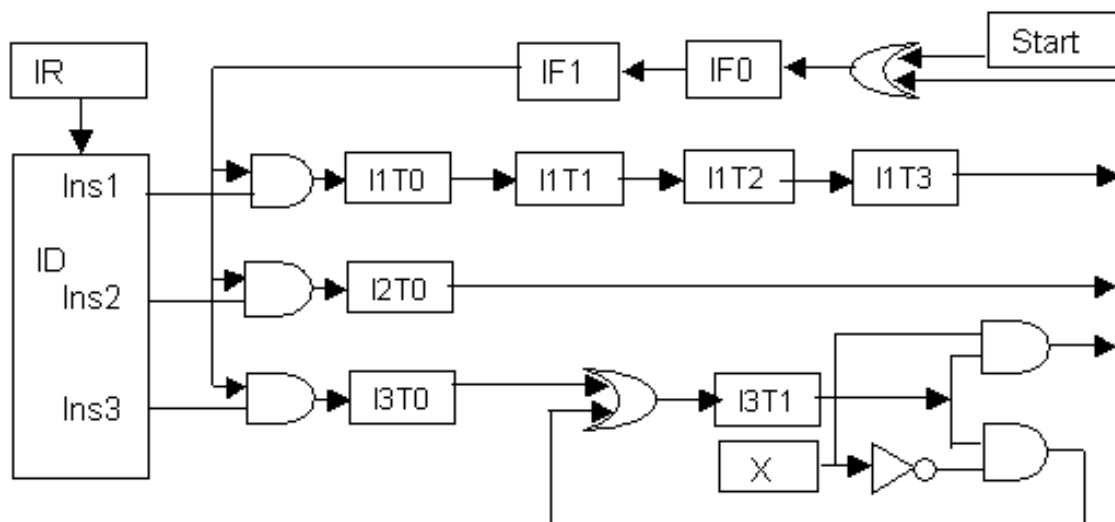 Start
IR
IF1
IF0
Ins1
I1T0
I1T1
I1T2
I1T3
ID
Ins2
I2T0
Ins3
I3T0
I3T1
X